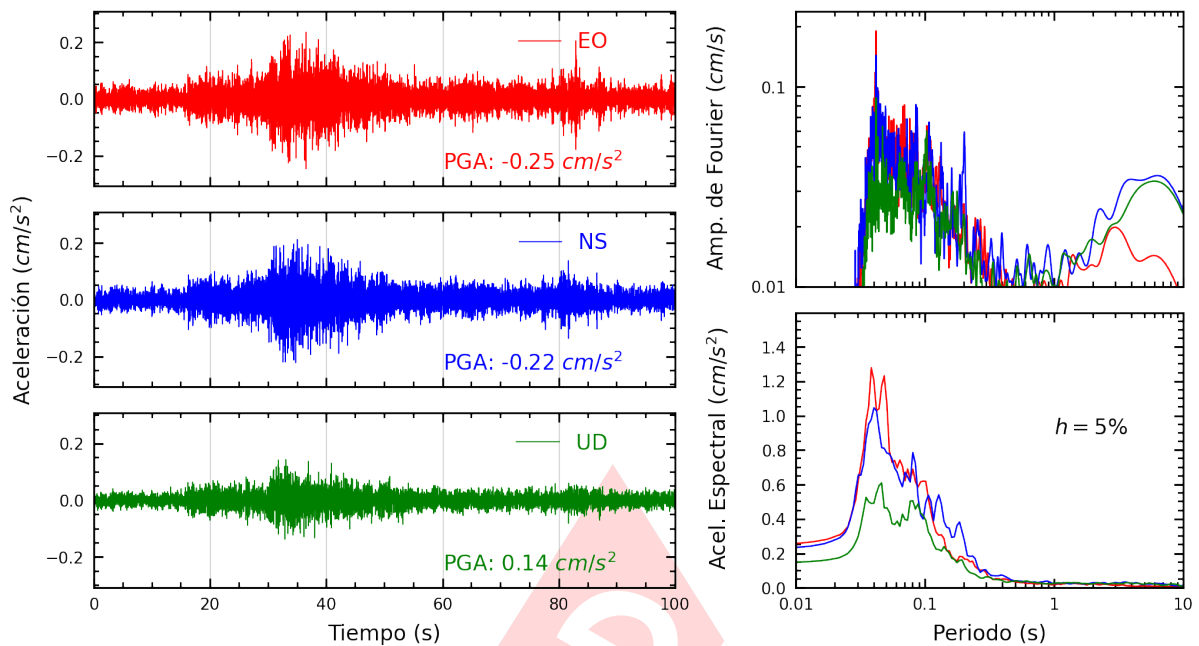 Aceleración (cm/s²)
0.2
0.0
−0.2
EO
PGA: -0.25 cm/s²
0.2
0.0
−0.2
NS
PGA: -0.22 cm/s²
0.2
0.0
−0.2
UD
PGA: 0.14 cm/s²
0
20
40
60
80
100
Tiempo (s)
Amp. de Fourier (cm/s)
0.1
0.01
Acel. Espectral (cm/s²)
1.4
1.2
1.0
0.8
0.6
0.4
0.2
0.0
h = 5%
0.01
0.1
1
10
Periodo (s)